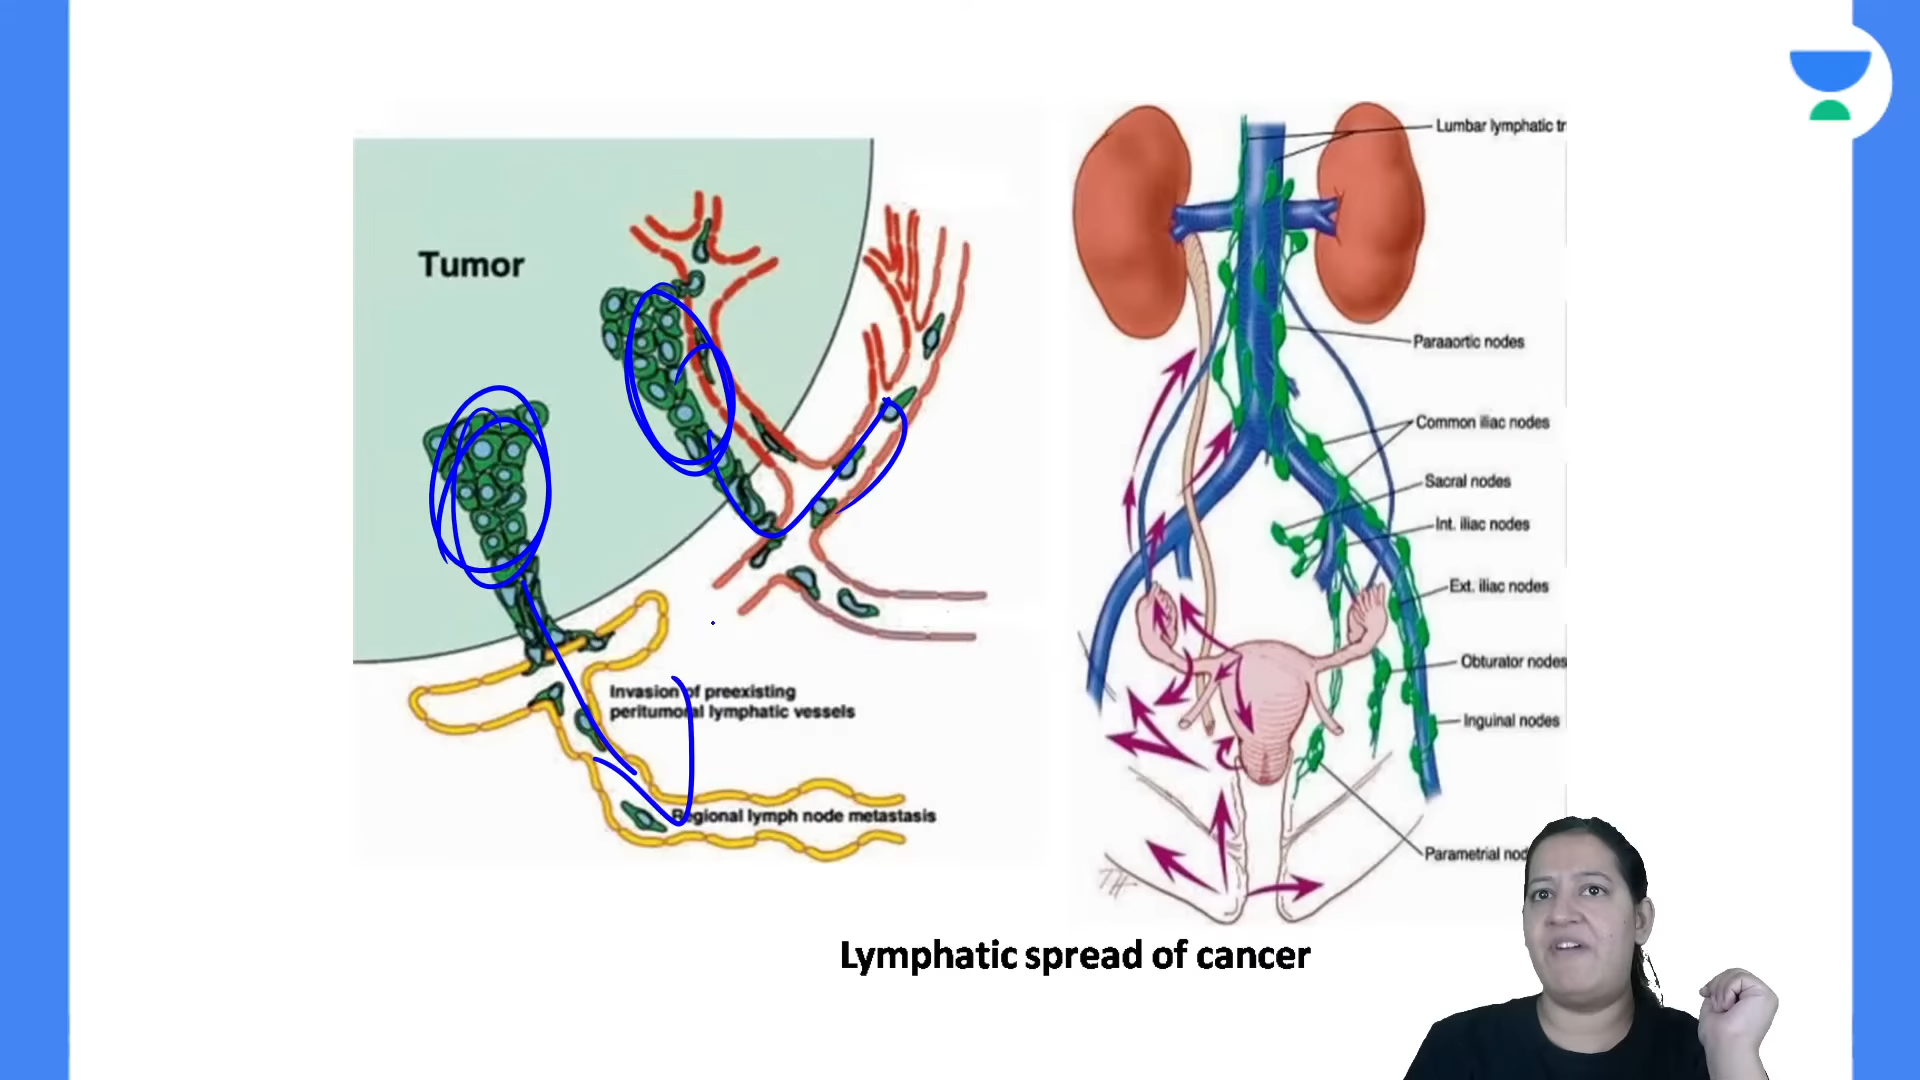 Tumor
Invasion of preexisting
peritumoral lymphatic vessels
Regional lymph node metastasis
Lumbar lymphatic tr
Paraaortic nodes
Common iliac nodes
Sacral nodes
Int. iliac nodes
Ext. iliac nodes
Obturator nodes
Inguinal nodes
Parametrial nod
Lymphatic spread of cancer